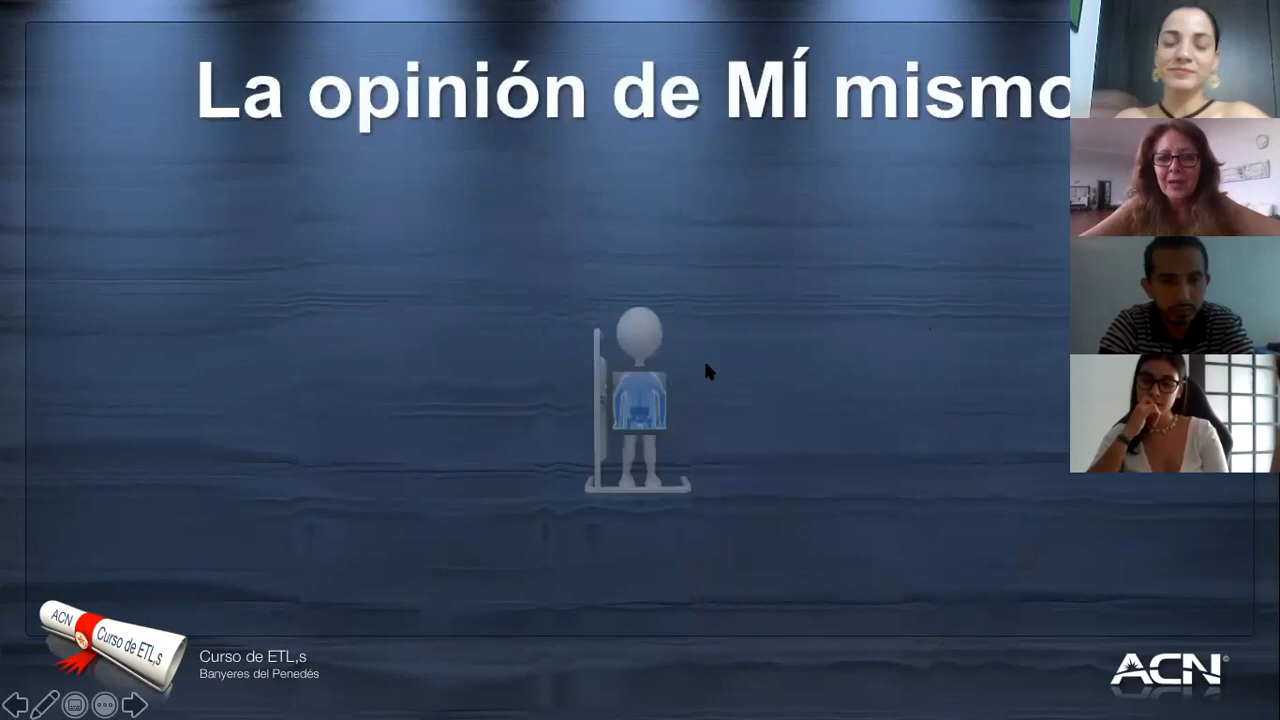 La opinión de MÍ mismo
ACN
Curso de ETL,s
Curso de ETL,s
Banyeres del Penedés
ACN